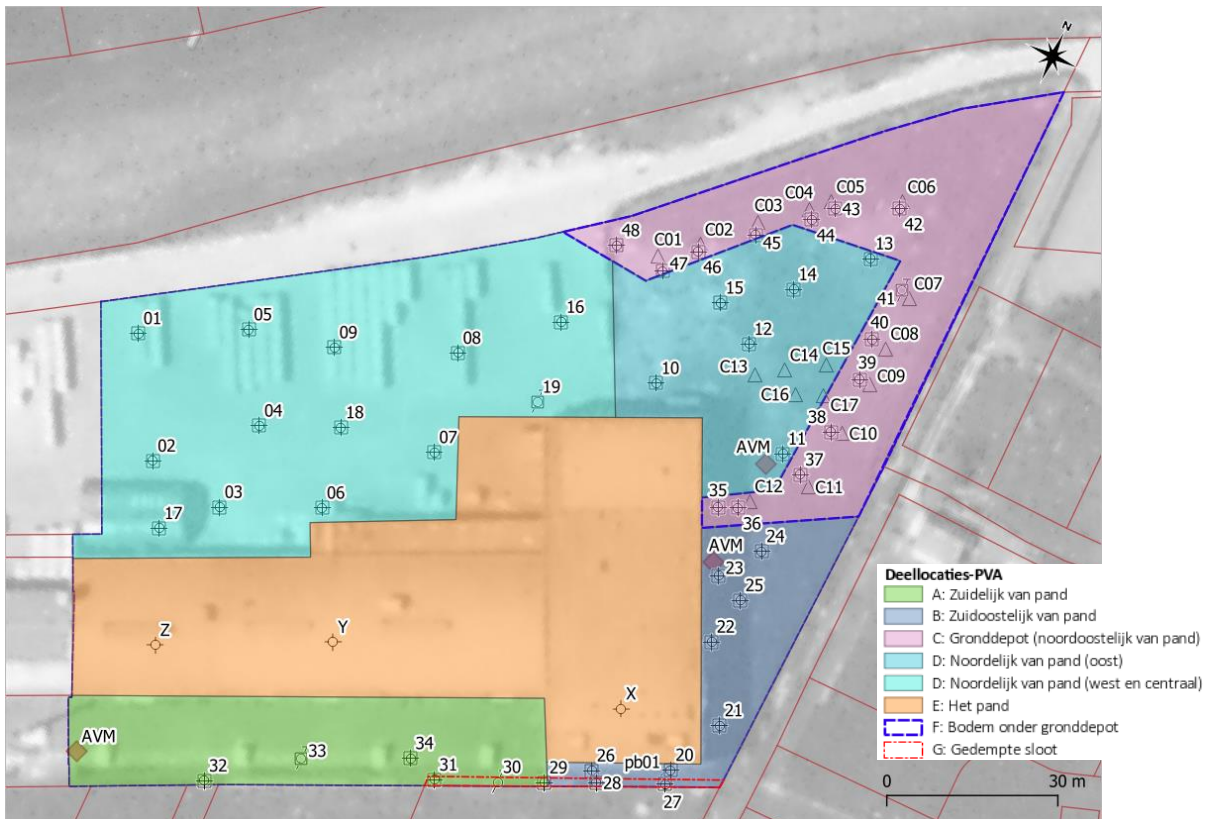 N
C04
C05
C06
C03
43
42
48
C01
C02
44
13
47
46
45
14
41
C07
16
15
01
05
09
08
12
40
C08
10
C13
C14
C15
39
C09
19
C16
C17
04
18
38
C10
02
07
AVM
11
37
03
06
35
C12
C11
17
36
24
AVM
23
25
Z
Y
22
X
21
AVM
33
34
26
pb01
20
32
31
30
29
28
27
Deellocaties-PVA
A: Zuidelijk van pand
B: Zuidoostelijk van pand
C: Gronddepot (noordoostelijk van pand)
D: Noordelijk van pand (oost)
D: Noordelijk van pand (west en centraal)
E: Het pand
F: Bodem onder gronddepot
G: Gedempte sloot
0 30 m